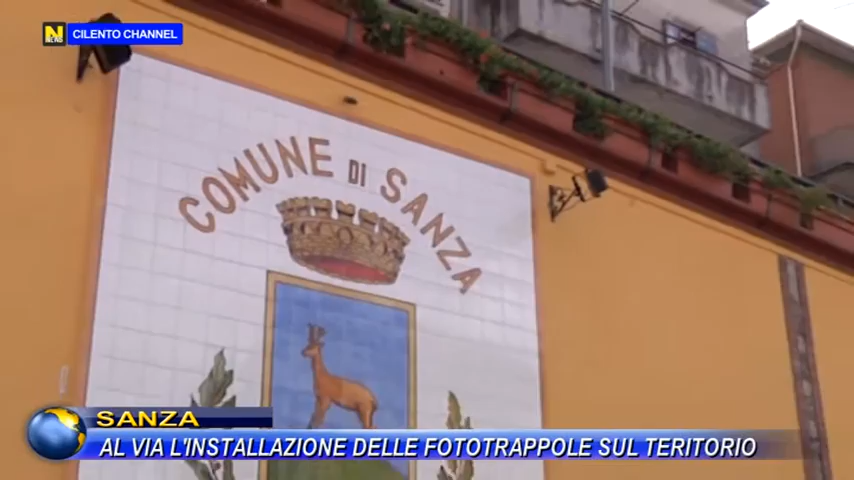 N
CILENTO CHANNEL
COMUNE DI SANZA
SANZA
AL VIA L'INSTALLAZIONE DELLE FOTOTRAPPOLE SUL TERITORIO